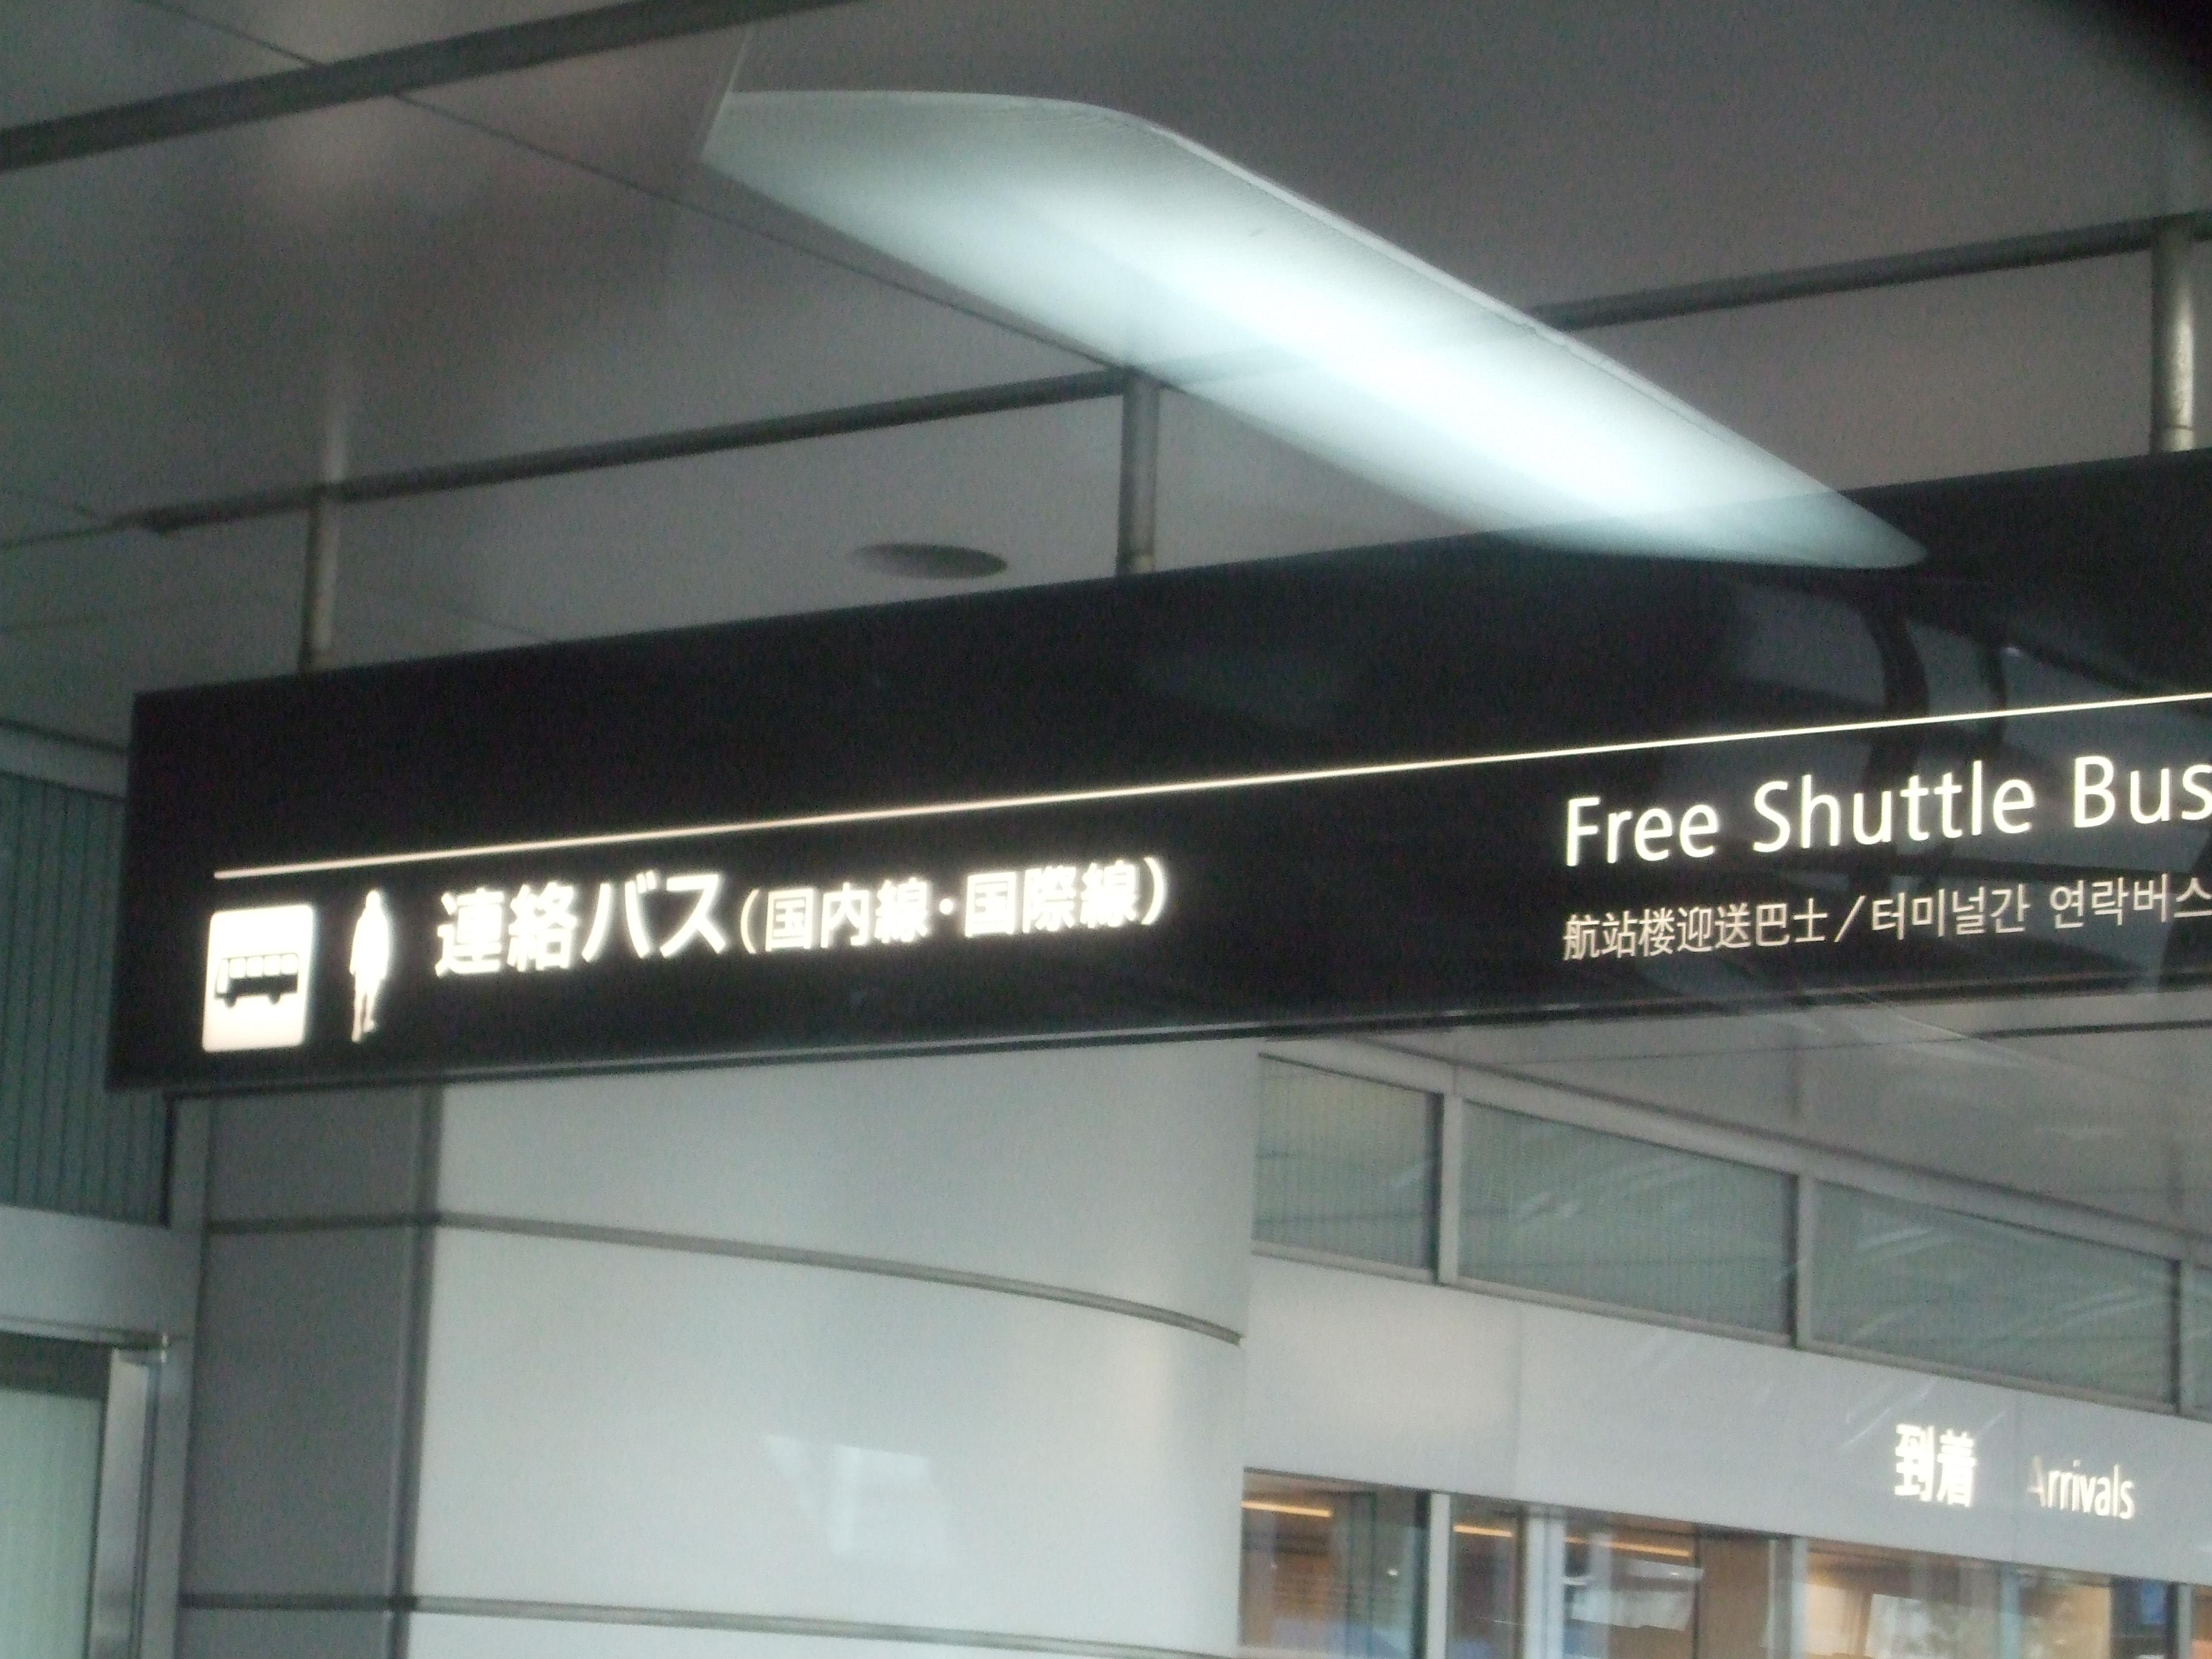 連絡バス(国内線・国際線)
Free Shuttle Bus
航站楼迎送巴士/터미널간 연락버스
到着 Arrivals